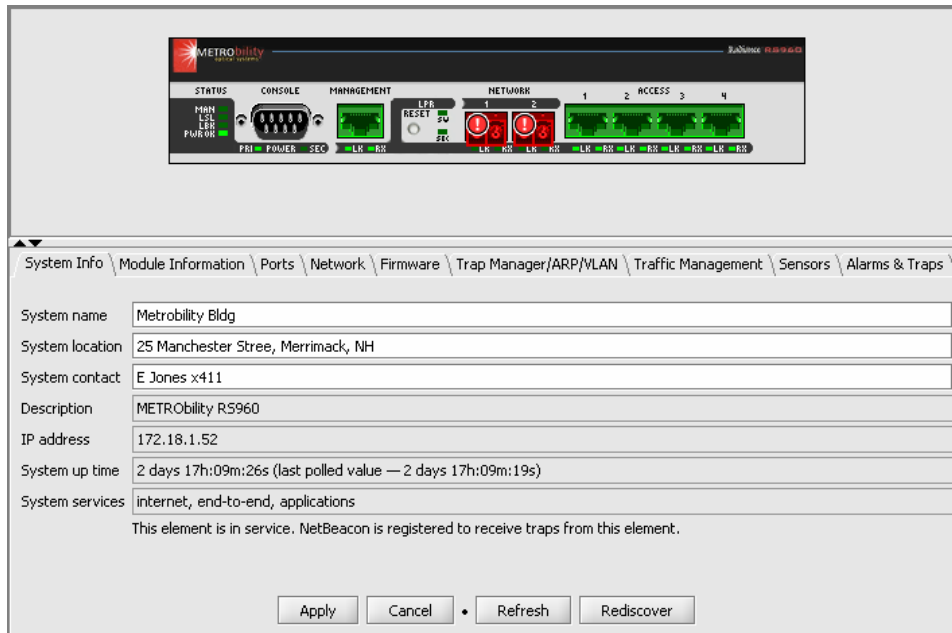 METRObility
optical systems
Radiance RS960
STATUS CONSOLE MANAGEMENT NETWORK ACCESS
LPR 1 2 1 2 3 4
MAN
LSL
LBK
PWR ON
RESET SW
SEC
PRI POWER SEC LK RX LK RX LK RX LK RX LK RX LK RX LK RX
System Info Module Information Ports Network Firmware Trap Manager/ARP/VLAN Traffic Management Sensors Alarms & Traps
System name Metrobility Bldg
System location 25 Manchester Stree, Merrimack, NH
System contact E Jones x411
Description METRObility RS960
IP address 172.18.1.52
System up time 2 days 17h:09m:26s (last polled value — 2 days 17h:09m:19s)
System services internet, end-to-end, applications
This element is in service. NetBeacon is registered to receive traps from this element.
Apply Cancel • Refresh Rediscover